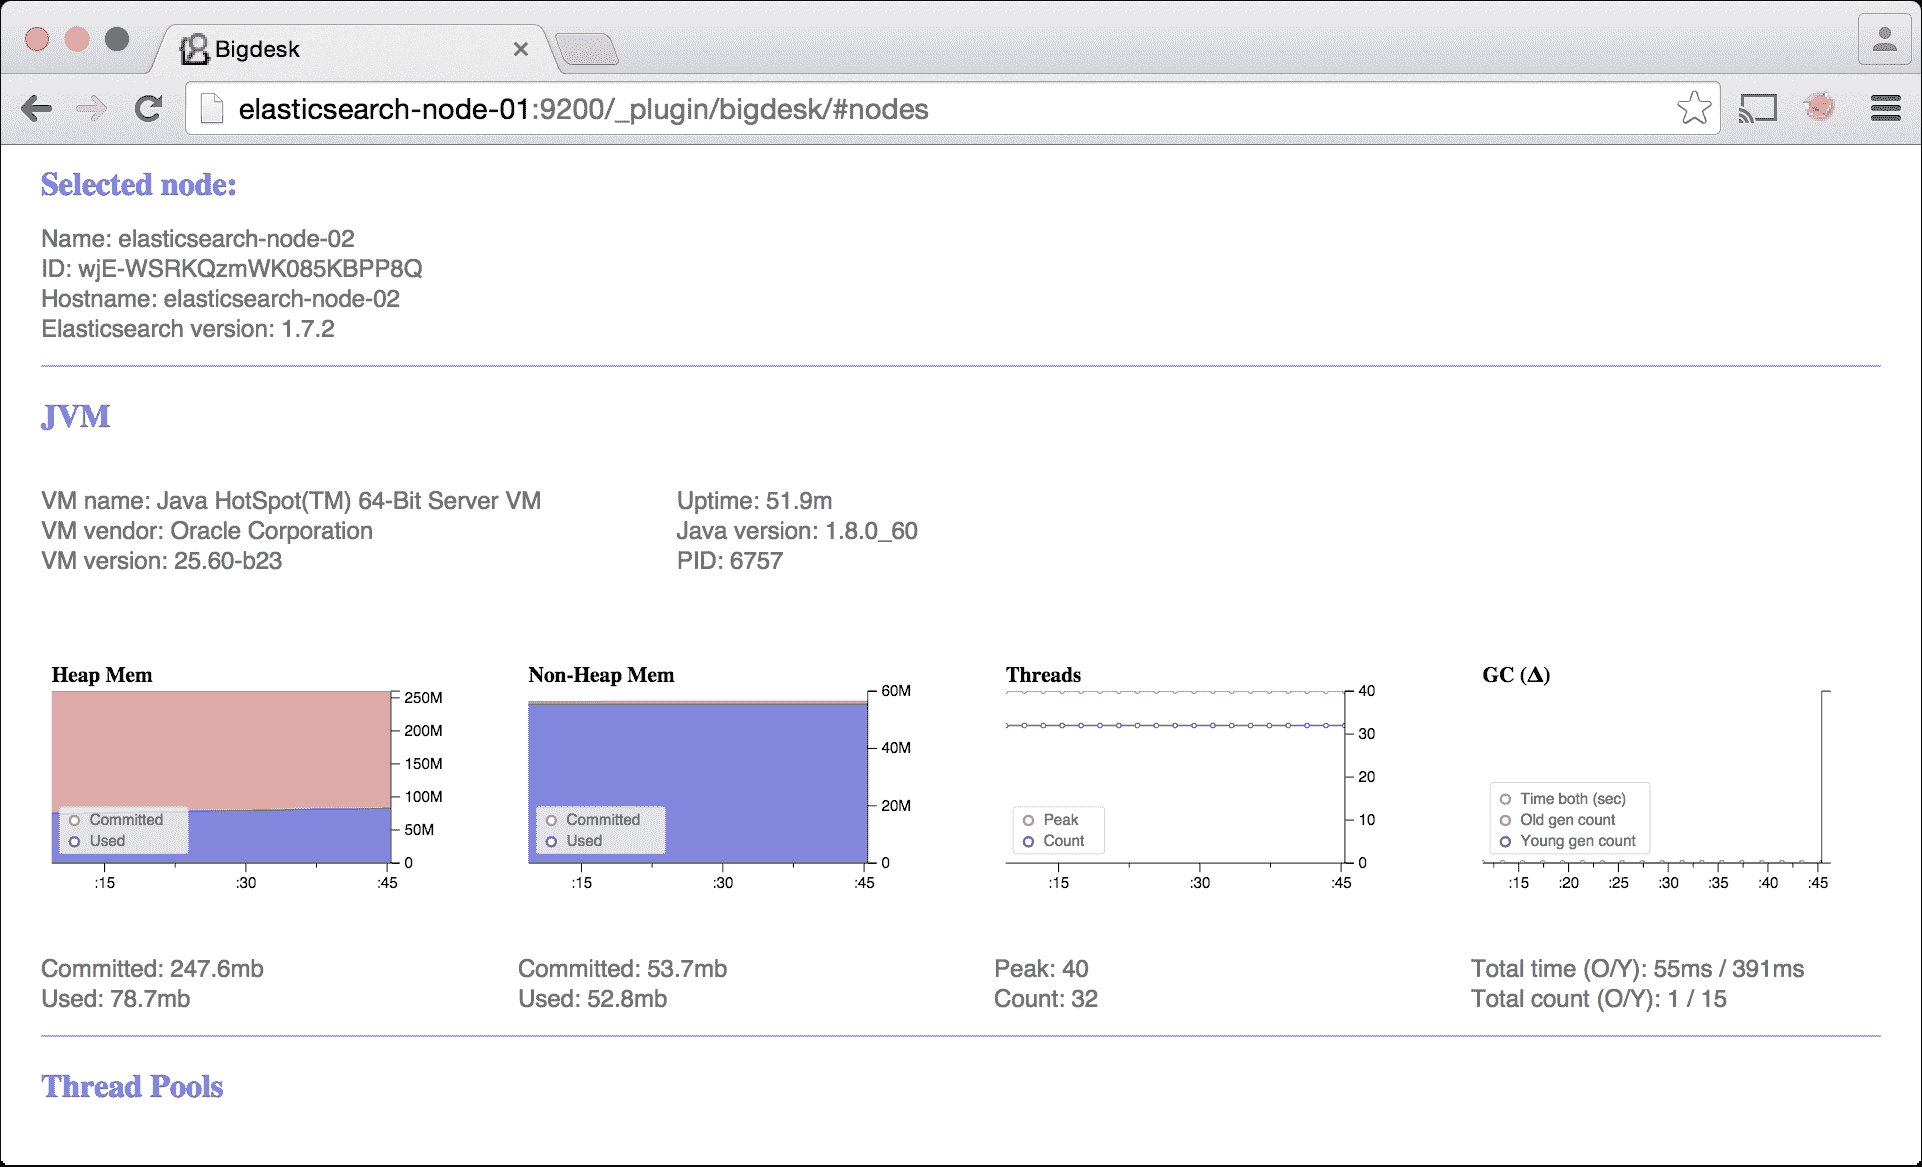 Bigdesk
elasticsearch-node-01:9200/_plugin/bigdesk/#nodes
Selected node:
Name: elasticsearch-node-02
ID: wjE-WSRKQzmWK085KBPP8Q
Hostname: elasticsearch-node-02
Elasticsearch version: 1.7.2
JVM
VM name: Java HotSpot(TM) 64-Bit Server VM
VM vendor: Oracle Corporation
VM version: 25.60-b23
Uptime: 51.9m
Java version: 1.8.0_60
PID: 6757
Heap Mem
250M
200M
150M
100M
50M
0
Committed
Used
:15 :30 :45
Committed: 247.6mb
Used: 78.7mb
Non-Heap Mem
60M
40M
20M
0
Committed
Used
:15 :30 :45
Committed: 53.7mb
Used: 52.8mb
Threads
40
30
20
10
0
Peak
Count
:15 :30 :45
Peak: 40
Count: 32
GC (Δ)
Time both (sec)
Old gen count
Young gen count
:15 :20 :25 :30 :35 :40 :45
Total time (O/Y): 55ms / 391ms
Total count (O/Y): 1 / 15
Thread Pools